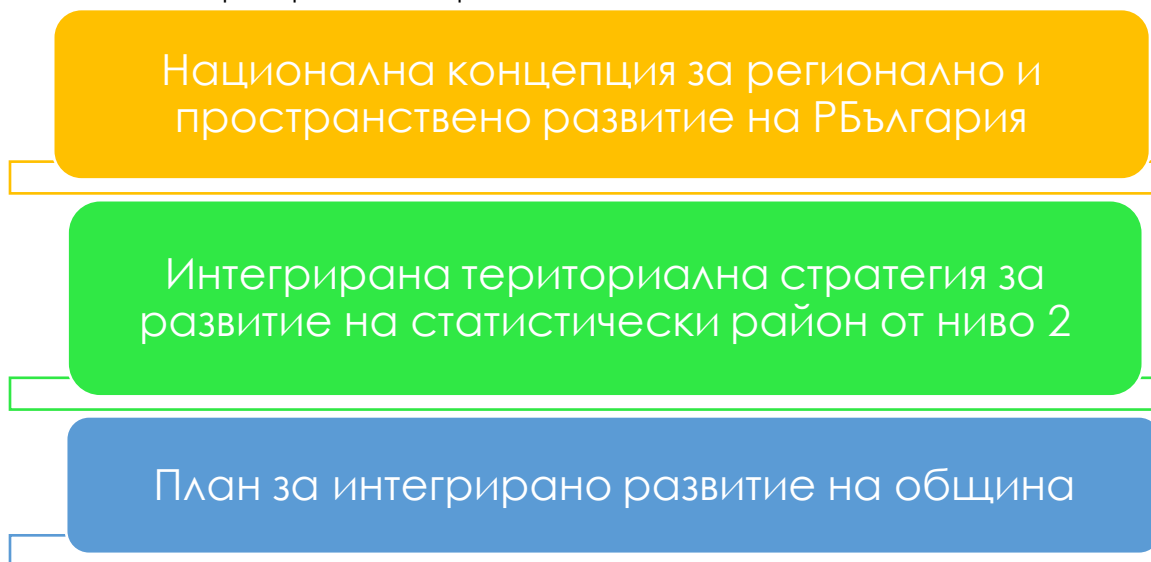 Национална концепция за регионално и
пространствено развитие на РБългария
Интегрирана териториална стратегия за
развитие на статистически район от ниво 2
План за интегрирано развитие на община